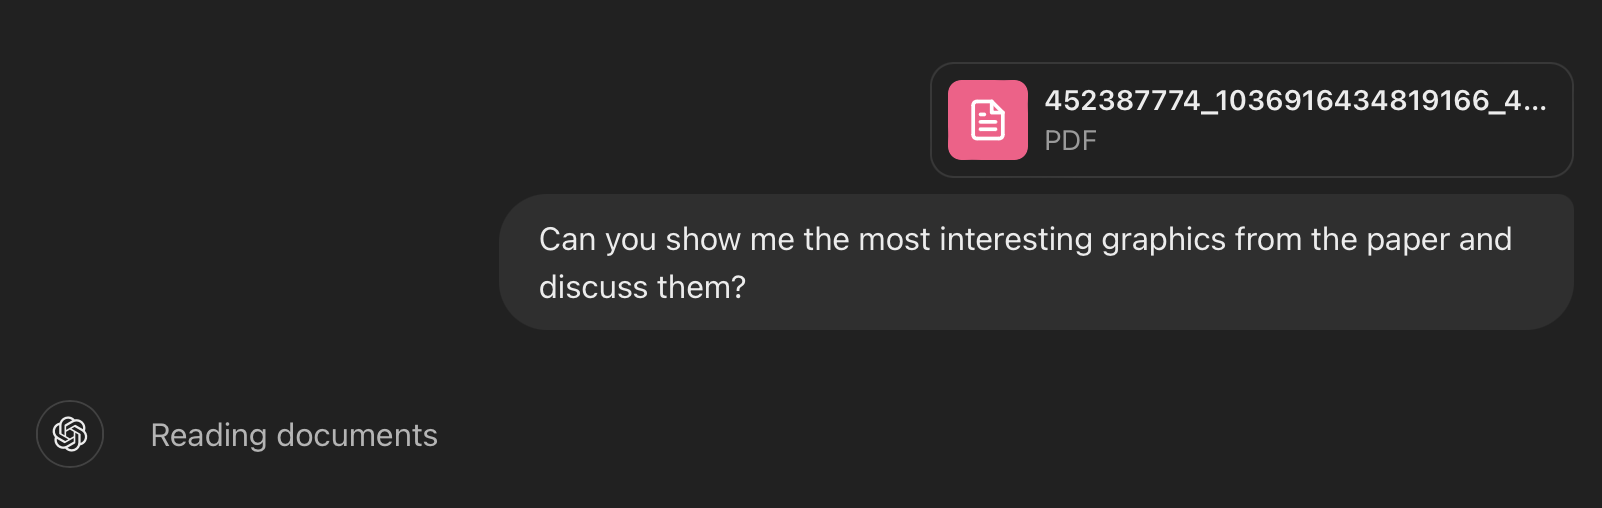 452387774_1036916434819166_4...
PDF
Can you show me the most interesting graphics from the paper and
discuss them?
Reading documents